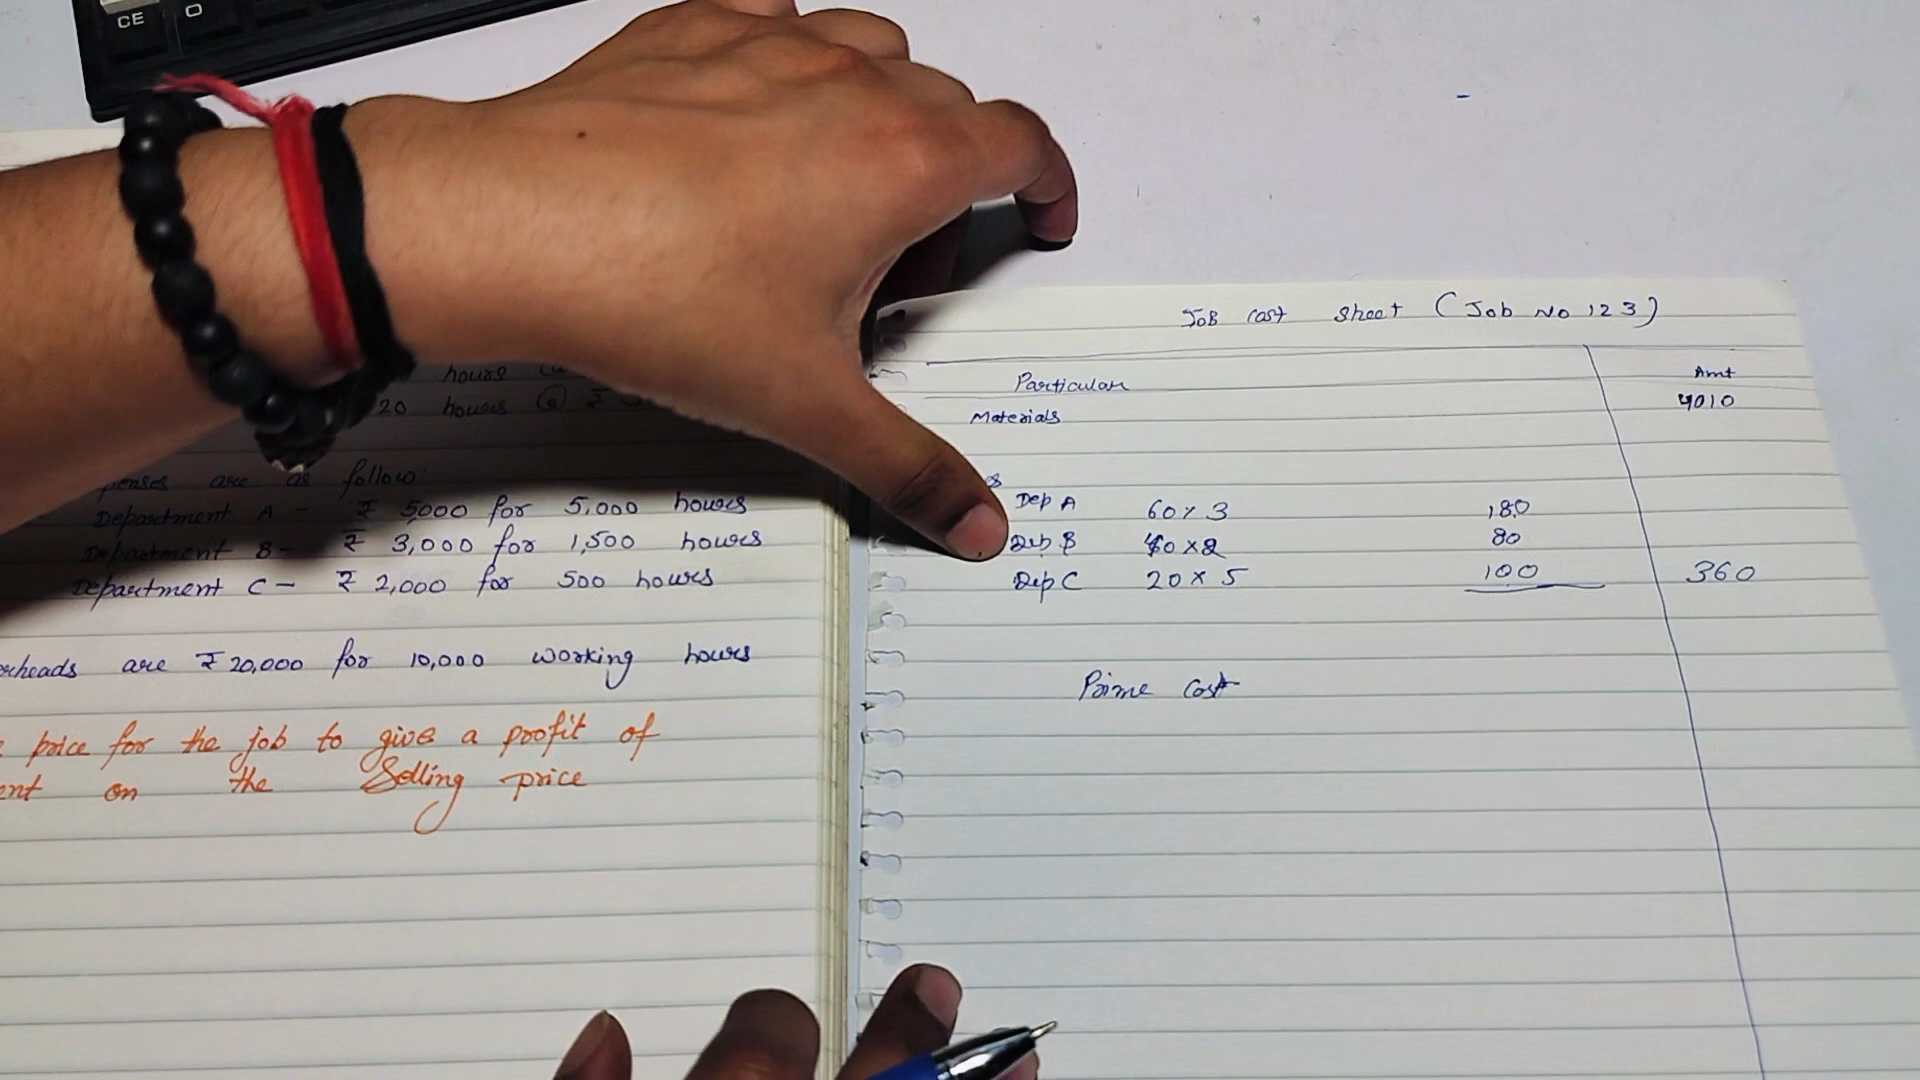 CE
hours
20 hours @ ₹
penses are as follow:
Department A - ₹ 5000 for 5,000 hours
Department B - ₹ 3,000 for 1,500 hours
Department C - ₹ 2,000 for 500 hours
erheads are ₹ 20,000 for 10,000 working hours
price for the job to give a profit of
ent on the Selling price
Job cost sheet (Job No 123)
Particulars Amt
Materials 4010
Dep A 60 x 3 180
Dep B 40 x 2 80
Dep C 20 x 5 100 360
Prime cost